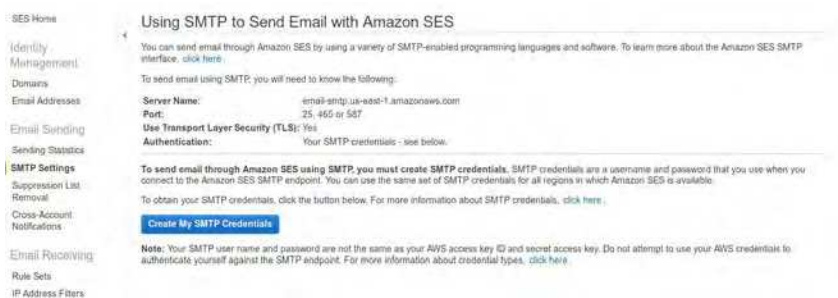 SES Home
Identity
Management
Domains
Email Addresses
Email Sending
Sending Statistics
SMTP Settings
Suppression List
Removal
Cross-Account
Notifications
Email Receiving
Rule Sets
IP Address Filters
Using SMTP to Send Email with Amazon SES
You can send email through Amazon SES by using a variety of SMTP-enabled programming languages and software. To learn more about the Amazon SES SMTP
interface, click here.
To send email using SMTP, you will need to know the following:
Server Name: email-smtp.us-east-1.amazonaws.com
Port: 25, 465 or 587
Use Transport Layer Security (TLS): Yes
Authentication: Your SMTP credentials - see below.
To send email through Amazon SES using SMTP, you must create SMTP credentials. SMTP credentials are a username and password that you use when you
connect to the Amazon SES SMTP endpoint. You can use the same set of SMTP credentials for all regions in which Amazon SES is available.
To obtain your SMTP credentials, click the button below. For more information about SMTP credentials, click here.
Create My SMTP Credentials
Note: Your SMTP user name and password are not the same as your AWS access key ID and secret access key. Do not attempt to use your AWS credentials to
authenticate yourself against the SMTP endpoint. For more information about credential types, click here.